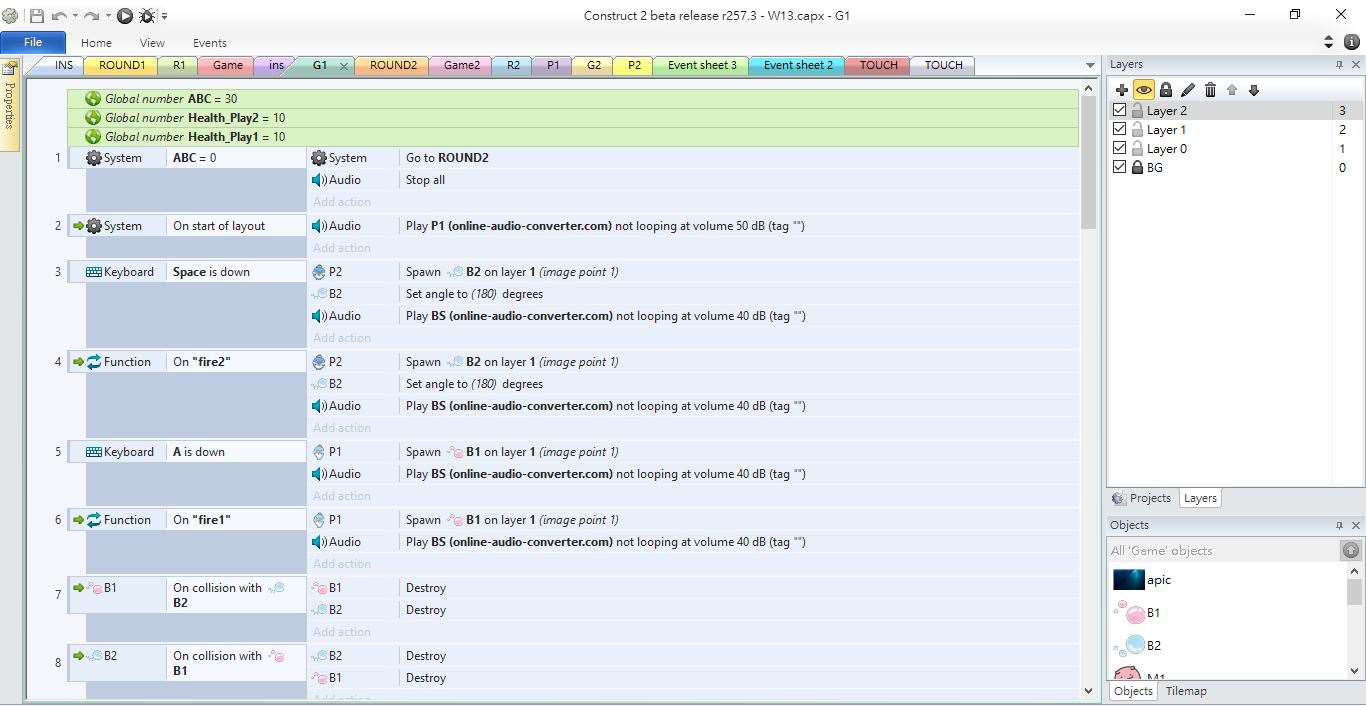 Construct 2 beta release r257.3 - W13.capx - G1
File Home View Events
INS ROUND1 R1 Game ins G1 ROUND2 Game2 R2 P1 G2 P2 Event sheet 3 Event sheet 2 TOUCH TOUCH
Properties
Global number ABC = 30
Global number Health_Play2 = 10
Global number Health_Play1 = 10
1 System ABC = 0 System Go to ROUND2
Audio Stop all
Add action
2 System On start of layout Audio Play P1 (online-audio-converter.com) not looping at volume 50 dB (tag "")
Add action
3 Keyboard Space is down P2 Spawn B2 on layer 1 (image point 1)
B2 Set angle to (180) degrees
Audio Play BS (online-audio-converter.com) not looping at volume 40 dB (tag "")
Add action
4 Function On "fire2" P2 Spawn B2 on layer 1 (image point 1)
B2 Set angle to (180) degrees
Audio Play BS (online-audio-converter.com) not looping at volume 40 dB (tag "")
Add action
5 Keyboard A is down P1 Spawn B1 on layer 1 (image point 1)
Audio Play BS (online-audio-converter.com) not looping at volume 40 dB (tag "")
Add action
6 Function On "fire1" P1 Spawn B1 on layer 1 (image point 1)
Audio Play BS (online-audio-converter.com) not looping at volume 40 dB (tag "")
Add action
7 B1 On collision with B1 Destroy
B2 B2 Destroy
Add action
8 B2 On collision with B2 Destroy
B1 B1 Destroy
Add action
Layers
Layer 2 3
Layer 1 2
Layer 0 1
BG 0
Projects Layers
Objects
All 'Game' objects
apic
B1
B2
M1
Objects Tilemap